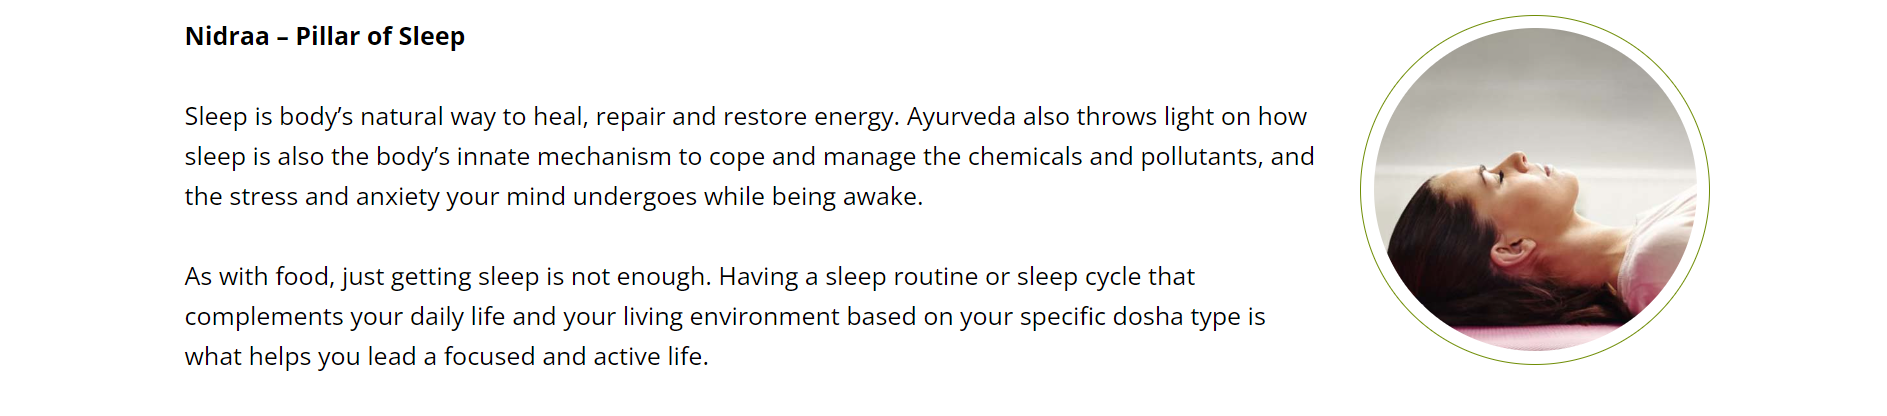 Nidraa – Pillar of Sleep
Sleep is body’s natural way to heal, repair and restore energy. Ayurveda also throws light on how
sleep is also the body’s innate mechanism to cope and manage the chemicals and pollutants, and
the stress and anxiety your mind undergoes while being awake.
As with food, just getting sleep is not enough. Having a sleep routine or sleep cycle that
complements your daily life and your living environment based on your specific dosha type is
what helps you lead a focused and active life.